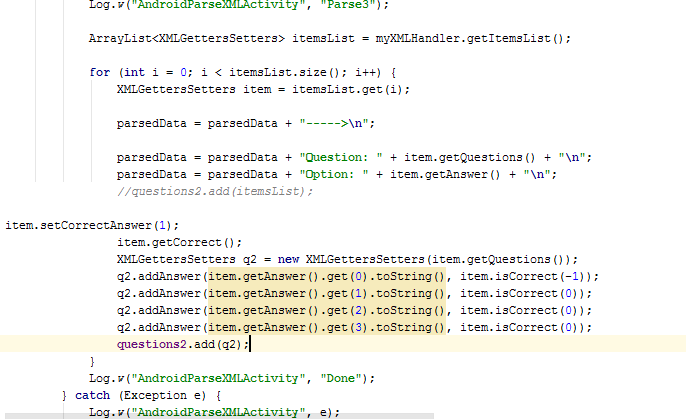 Log.v("AndroidParseXMLActivity", "Parse3");
ArrayList<XMLGettersSetters> itemsList = myXMLHandler.getItemsList();
for (int i = 0; i < itemsList.size(); i++) {
XMLGettersSetters item = itemsList.get(i);
parsedData = parsedData + "----->\n";
parsedData = parsedData + "Question: " + item.getQuestions() + "\n";
parsedData = parsedData + "Option: " + item.getAnswer() + "\n";
//questions2.add(itemsList);
item.setCorrectAnswer(1);
item.getCorrect();
XMLGettersSetters q2 = new XMLGettersSetters(item.getQuestions());
q2.addAnswer(item.getAnswer().get(0).toString(), item.isCorrect(-1));
q2.addAnswer(item.getAnswer().get(1).toString(), item.isCorrect(0));
q2.addAnswer(item.getAnswer().get(2).toString(), item.isCorrect(0));
q2.addAnswer(item.getAnswer().get(3).toString(), item.isCorrect(0));
questions2.add(q2);
}
Log.v("AndroidParseXMLActivity", "Done");
} catch (Exception e) {
Log.v("AndroidParseXMLActivity", e);